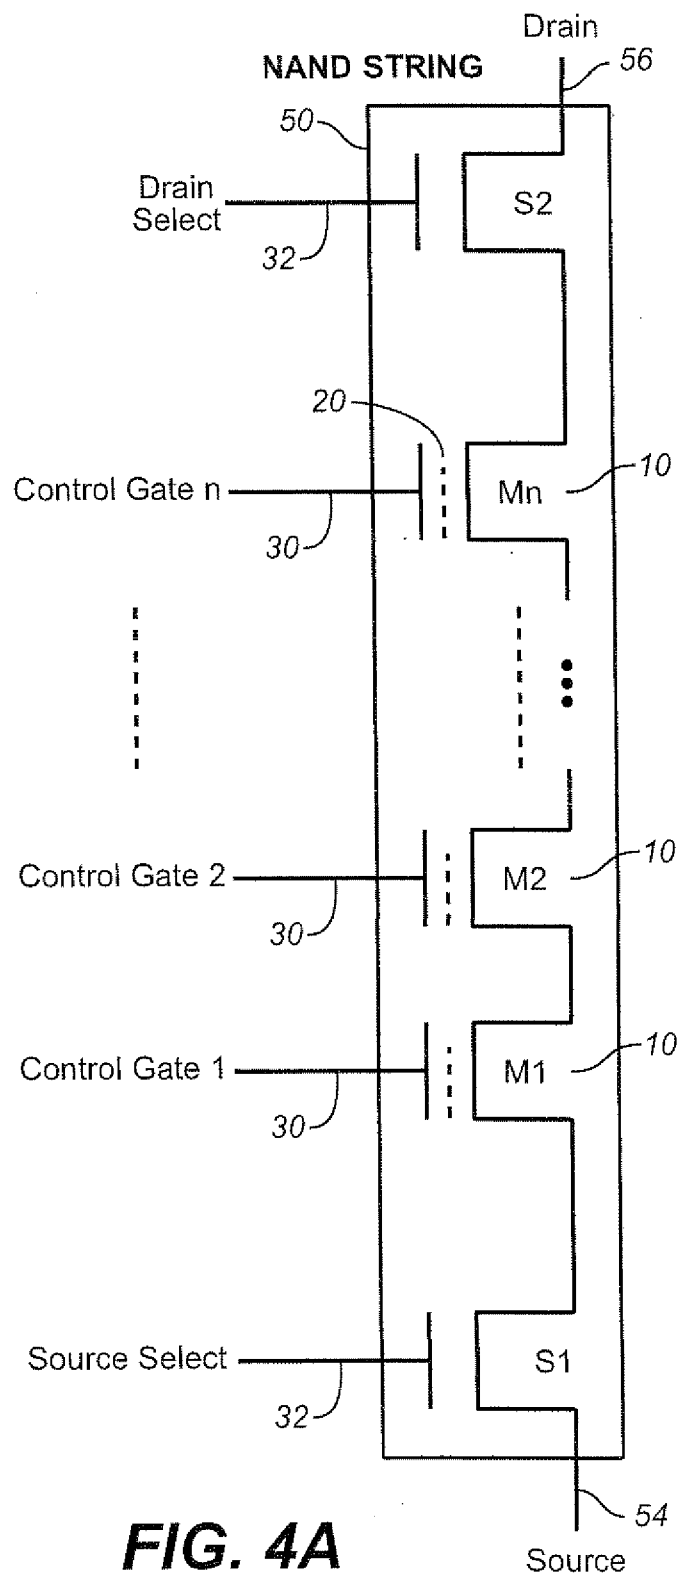 Drain
56
NAND STRING
50
Drain
Select
S2
32
20
Control Gate n
Mn
10
30
Control Gate 2
M2
10
30
Control Gate 1
M1
10
30
Source Select
S1
32
54
Source
FIG. 4A